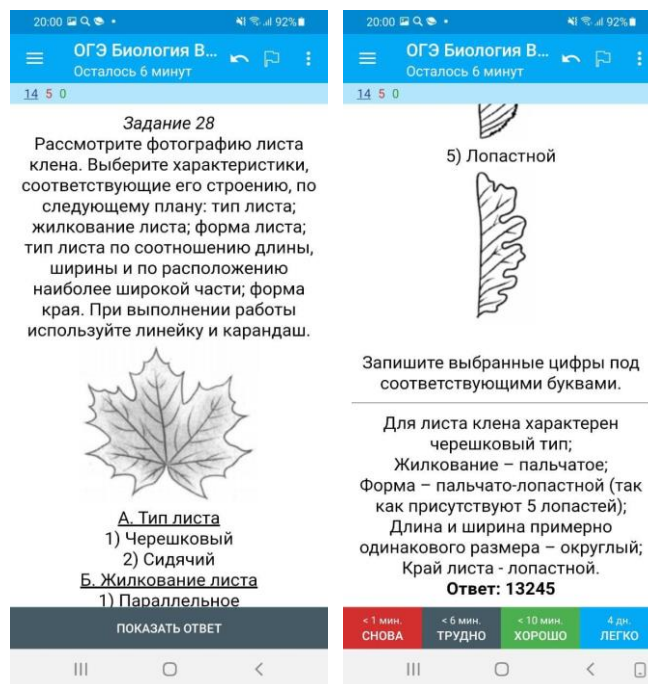 20:00
92%
ОГЭ Биология В...
Осталось 6 минут
14 5 0
Задание 28
Рассмотрите фотографию листа
клена. Выберите характеристики,
соответствующие его строению, по
следующему плану: тип листа;
жилкование листа; форма листа;
тип листа по соотношению длины,
ширины и по расположению
наиболее широкой части; форма
края. При выполнении работы
используйте линейку и карандаш.
А. Тип листа
1) Черешковый
2) Сидячий
Б. Жилкование листа
1) Параллельное
ПОКАЗАТЬ ОТВЕТ
20:00
92%
ОГЭ Биология В...
Осталось 6 минут
14 5 0
5) Лопастной
Запишите выбранные цифры под
соответствующими буквами.
Для листа клена характерен
черешковый тип;
Жилкование – пальчатое;
Форма – пальчато-лопастной (так
как присутствуют 5 лопастей);
Длина и ширина примерно
одинакового размера – округлый;
Край листа - лопастной.
Ответ: 13245
< 1 мин.
СНОВА
< 6 мин.
ТРУДНО
< 10 мин.
ХОРОШО
4 дн.
ЛЕГКО